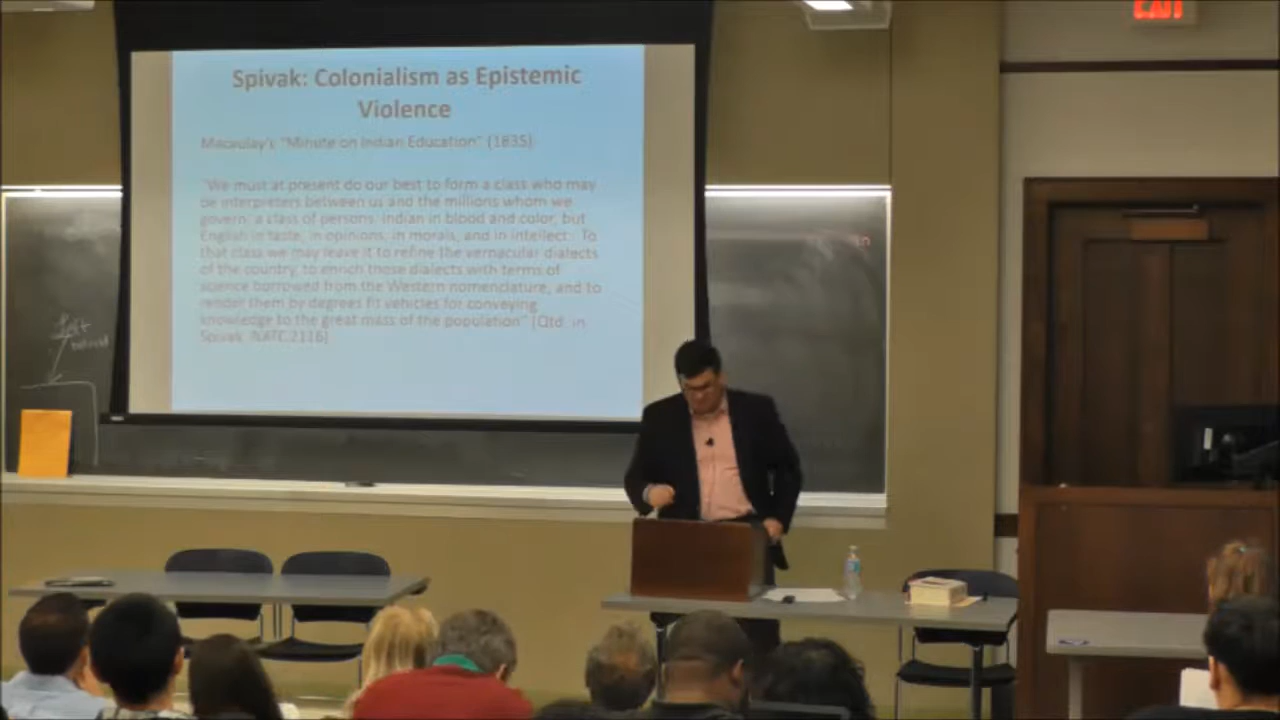 EXIT
Spivak: Colonialism as Epistemic
Violence
Macaulay's "Minute on Indian Education" (1835):
"We must at present do our best to form a class who may
be interpreters between us and the millions whom we
govern: a class of persons, Indian in blood and color, but
English in taste, in opinions, in morals, and in intellect. To
that class we may leave it to refine the vernacular dialects
of the country, to enrich those dialects with terms of
science borrowed from the Western nomenclature, and to
render them by degrees fit vehicles for conveying
knowledge to the great mass of the population" [Qtd. in
Spivak. NATC 2116]